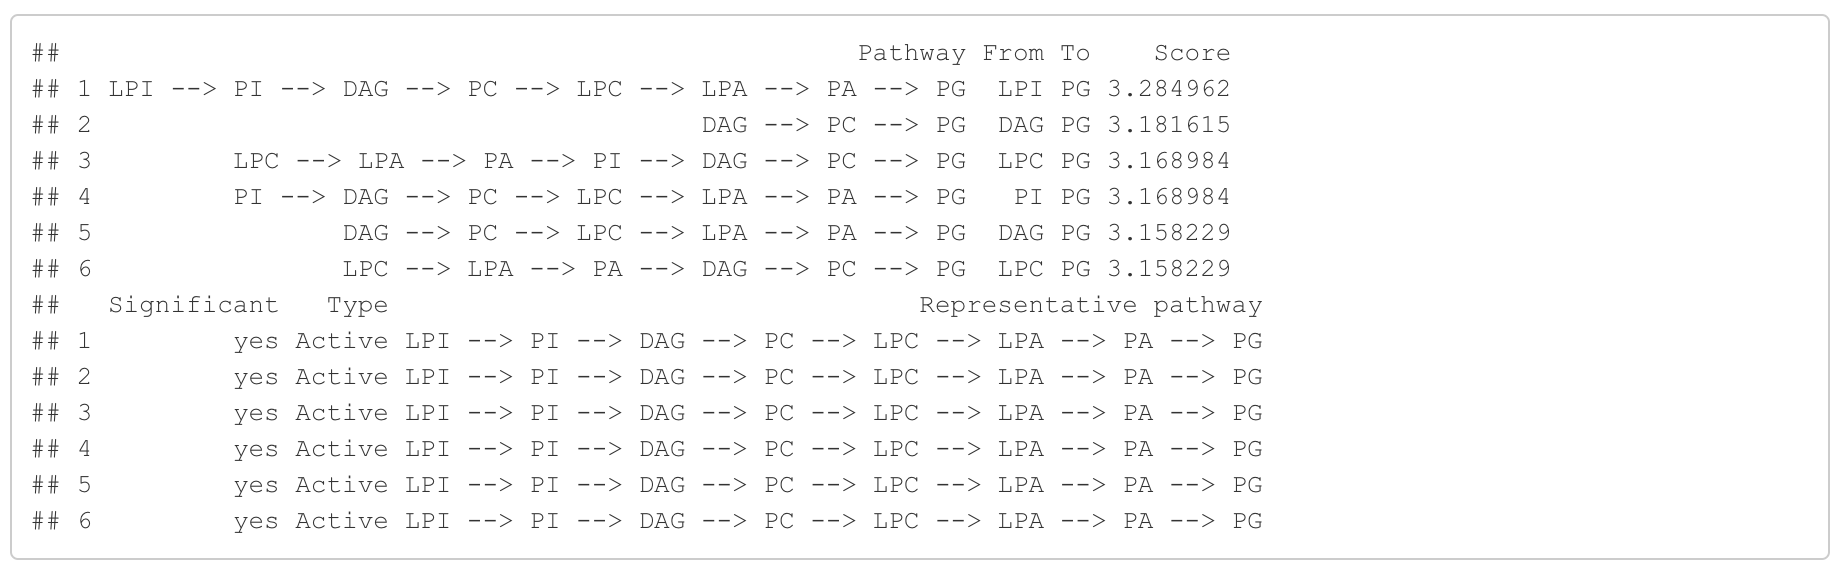 ##                                                   Pathway From To    Score
## 1 LPI --> PI --> DAG --> PC --> LPC --> LPA --> PA --> PG  LPI PG 3.284962
## 2                                       DAG --> PC --> PG  DAG PG 3.181615
## 3         LPC --> LPA --> PA --> PI --> DAG --> PC --> PG  LPC PG 3.168984
## 4         PI --> DAG --> PC --> LPC --> LPA --> PA --> PG   PI PG 3.168984
## 5                DAG --> PC --> LPC --> LPA --> PA --> PG  DAG PG 3.158229
## 6                LPC --> LPA --> PA --> DAG --> PC --> PG  LPC PG 3.158229
##   Significant   Type                                  Representative pathway
## 1         yes Active LPI --> PI --> DAG --> PC --> LPC --> LPA --> PA --> PG
## 2         yes Active LPI --> PI --> DAG --> PC --> LPC --> LPA --> PA --> PG
## 3         yes Active LPI --> PI --> DAG --> PC --> LPC --> LPA --> PA --> PG
## 4         yes Active LPI --> PI --> DAG --> PC --> LPC --> LPA --> PA --> PG
## 5         yes Active LPI --> PI --> DAG --> PC --> LPC --> LPA --> PA --> PG
## 6         yes Active LPI --> PI --> DAG --> PC --> LPC --> LPA --> PA --> PG